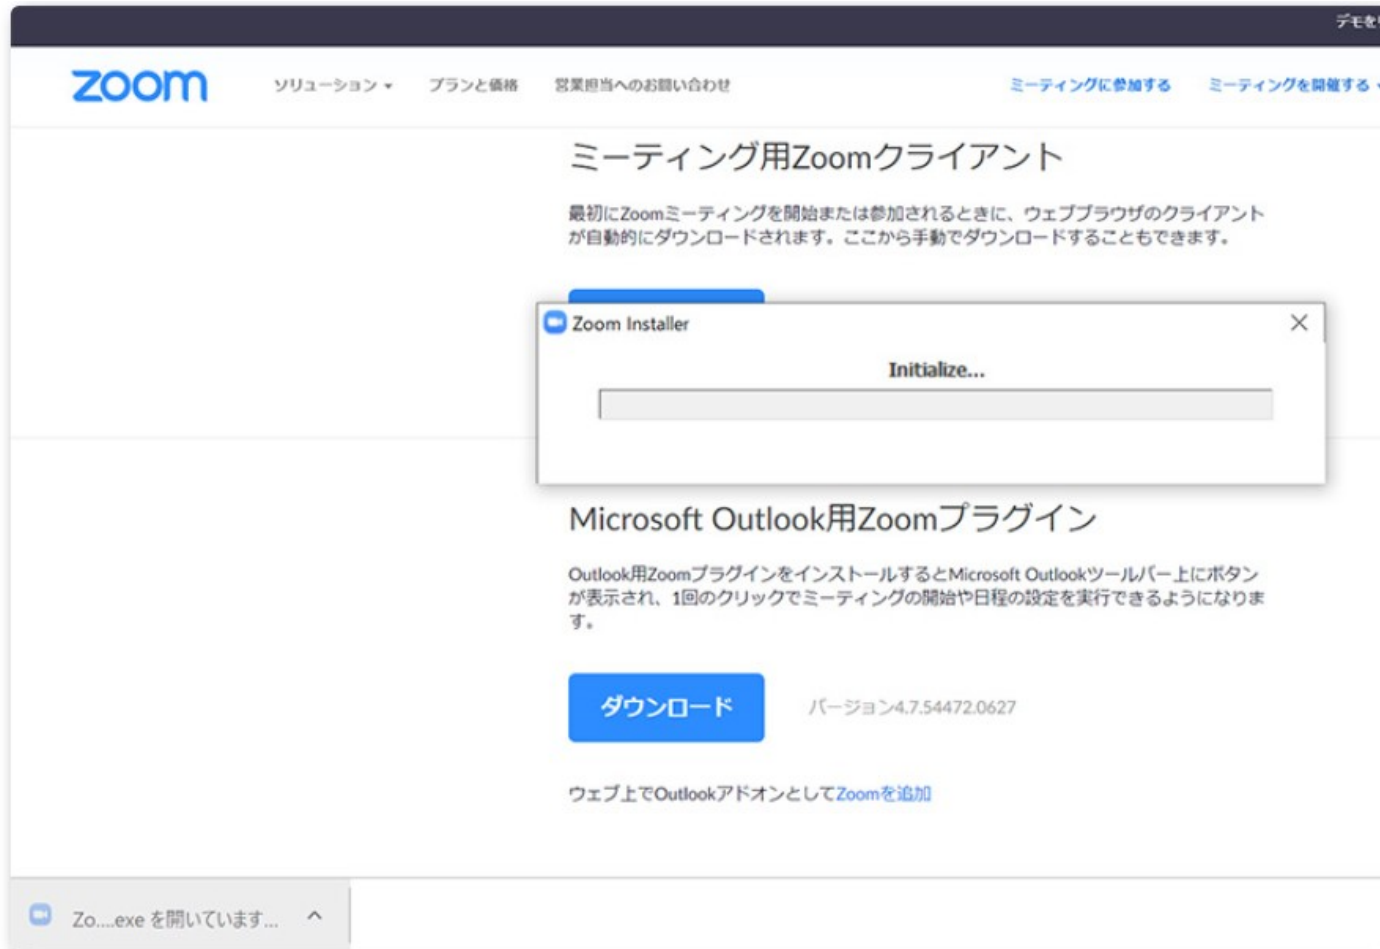 デモを
zoom
ソリューション プランと価格 営業担当へのお問い合わせ ミーティングに参加する ミーティングを開催する
ミーティング用Zoomクライアント
最初にZoomミーティングを開始または参加されるときに、ウェブブラウザのクライアント
が自動的にダウンロードされます。ここから手動でダウンロードすることもできます。
Zoom Installer
Initialize...
Microsoft Outlook用Zoomプラグイン
Outlook用ZoomプラグインをインストールするとMicrosoft Outlookツールバー上にボタン
が表示され、1回のクリックでミーティングの開始や日程の設定を実行できるようになりま
す。
ダウンロード バージョン4.7.54472.0627
ウェブ上でOutlookアドオンとしてZoomを追加
Zo....exe を開いています...